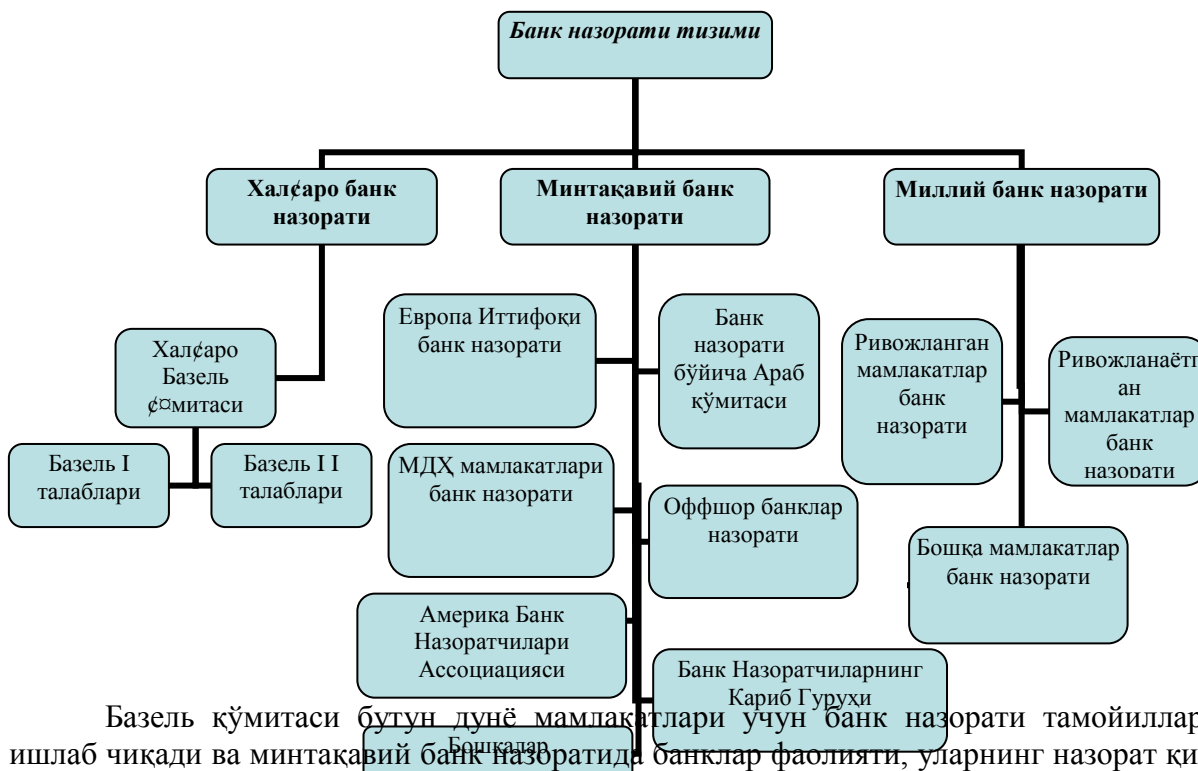 Банк назорати тизими
Хал¢аро банк
назорати
Минтақавий банк
назорати
Миллий банк назорати
Европа Иттифоқи
банк назорати
Банк
назорати
бўйича Араб
қўмитаси
Ривожланган
мамлакатлар
банк
назорати
Ривожланаётг
ан
мамлакатлар
банк
назорати
Хал¢аро
Базель
¢¤митаси
Базель I
талаблари
Базель I I
талаблари
МДҲ мамлакатлари
банк назорати
Оффшор банклар
назорати
Бошқа мамлакатлар
банк назорати
Америка Банк
Назоратчилари
Ассоциацияси
Банк Назоратчиларнинг
Кариб Гуруҳи
Бошқалар
Базель қўмитаси бутун дунё мамлакатлари учун банк назорати тамойиллар
ишлаб чиқади ва минтақавий банк назоратида банклар фаолияти, уларнинг назорат қи